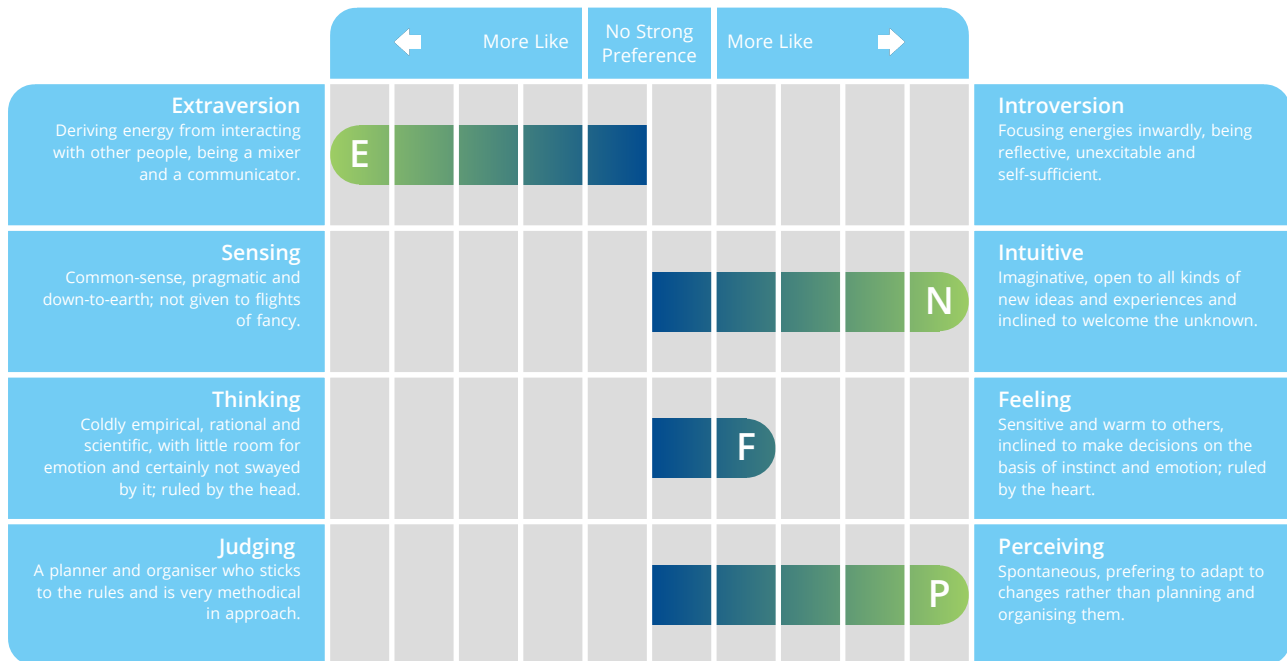 More Like
No Strong
Preference
More Like
Extraversion
Deriving energy from interacting
with other people, being a mixer
and a communicator.
E
Introversion
Focusing energies inwardly, being
reflective, unexcitable and
self-sufficient.
Sensing
Common-sense, pragmatic and
down-to-earth; not given to flights
of fancy.
N
Intuitive
Imaginative, open to all kinds of
new ideas and experiences and
inclined to welcome the unknown.
Thinking
Coldly empirical, rational and
scientific, with little room for
emotion and certainly not swayed
by it; ruled by the head.
F
Feeling
Sensitive and warm to others,
inclined to make decisions on the
basis of instinct and emotion; ruled
by the heart.
Judging
A planner and organiser who sticks
to the rules and is very methodical
in approach.
P
Perceiving
Spontaneous, prefering to adapt to
changes rather than planning and
organising them.